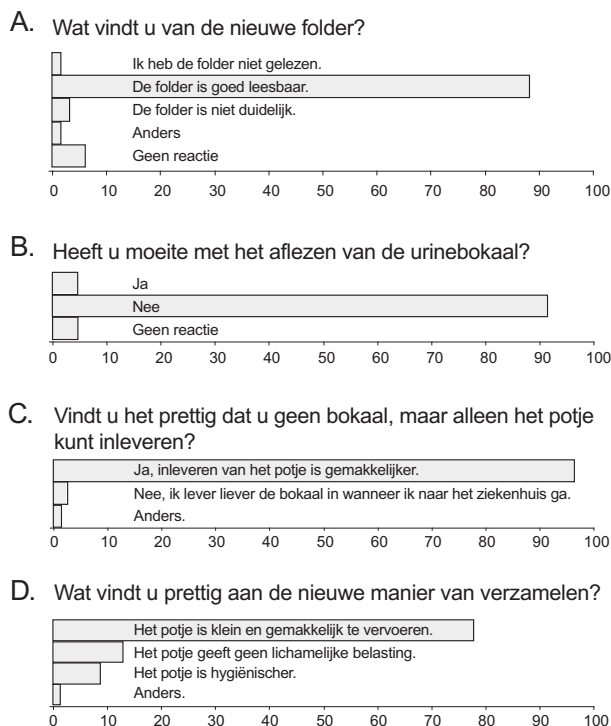 A. Wat vindt u van de nieuwe folder?
Ik heb de folder niet gelezen.
De folder is goed leesbaar.
De folder is niet duidelijk.
Anders
Geen reactie
0 10 20 30 40 50 60 70 80 90 100
B. Heeft u moeite met het aflezen van de urinebokaal?
Ja
Nee
Geen reactie
0 10 20 30 40 50 60 70 80 90 100
C. Vindt u het prettig dat u geen bokaal, maar alleen het potje
kunt inleveren?
Ja, inleveren van het potje is gemakkelijker.
Nee, ik lever liever de bokaal in wanneer ik naar het ziekenhuis ga.
Anders.
0 10 20 30 40 50 60 70 80 90 100
D. Wat vindt u prettig aan de nieuwe manier van verzamelen?
Het potje is klein en gemakkelijk te vervoeren.
Het potje geeft geen lichamelijke belasting.
Het potje is hygiënischer.
Anders.
0 10 20 30 40 50 60 70 80 90 100